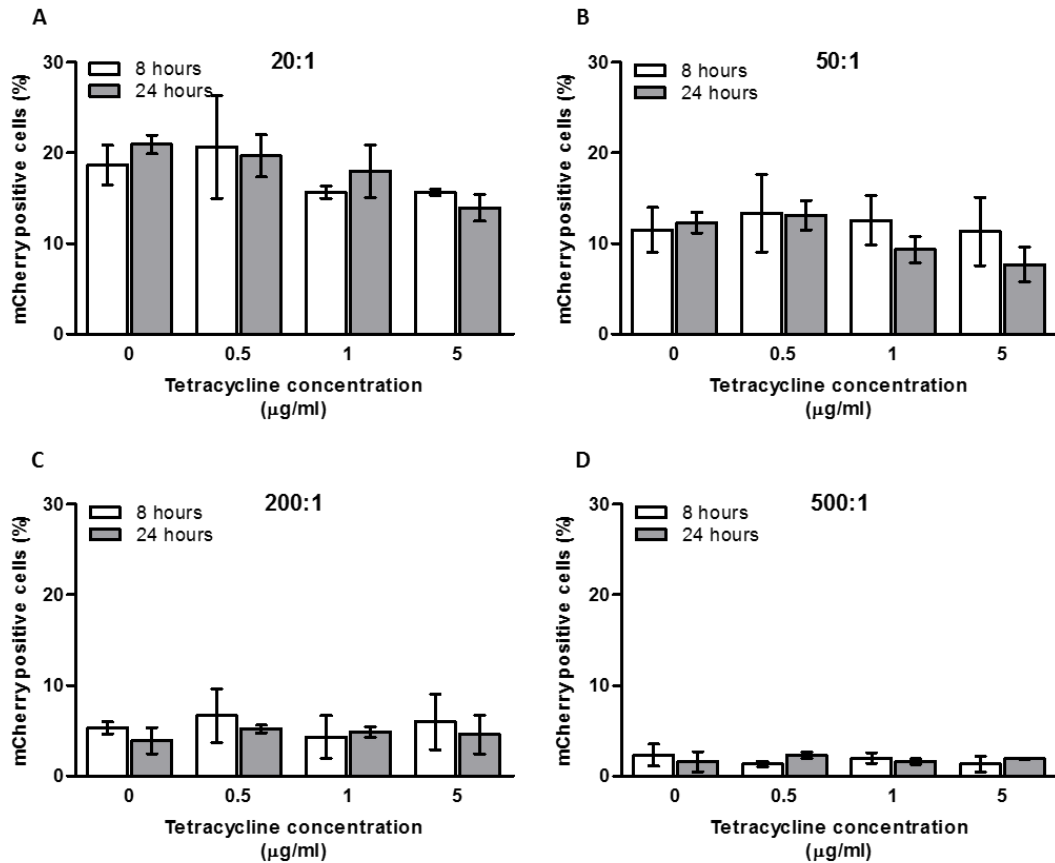 A
20:1
8 hours
24 hours
mCherry positive cells (%)
30
20
10
0
0 0.5 1 5
Tetracycline concentration
(μg/ml)
B
50:1
8 hours
24 hours
mCherry positive cells (%)
30
20
10
0
0 0.5 1 5
Tetracycline concentration
(μg/ml)
C
200:1
8 hours
24 hours
mCherry positive cells (%)
30
20
10
0
0 0.5 1 5
Tetracycline concentration
(μg/ml)
D
500:1
8 hours
24 hours
mCherry positive cells (%)
30
20
10
0
0 0.5 1 5
Tetracycline concentration
(μg/ml)